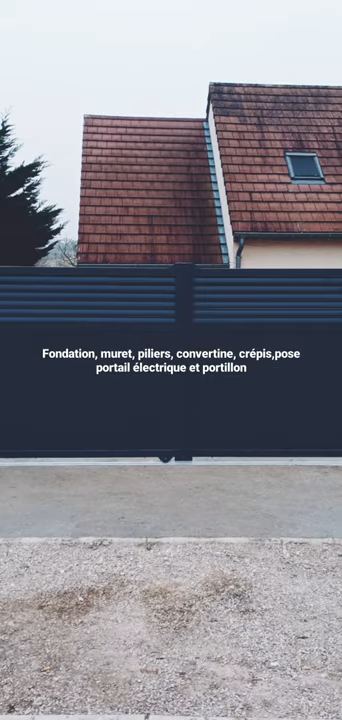 Fondation, muret, piliers, convertine, crépis,pose
portail électrique et portillon